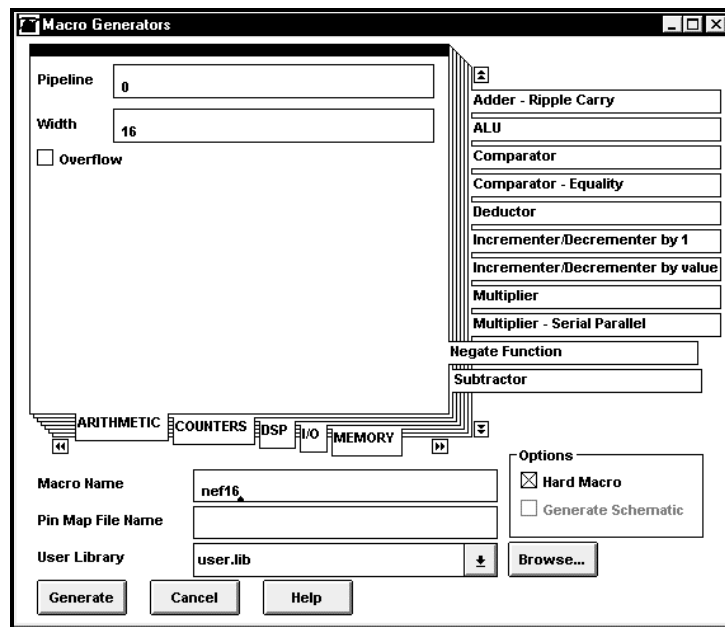 Macro Generators
Pipeline
0
Width
16
Overflow
Adder - Ripple Carry
ALU
Comparator
Comparator - Equality
Deductor
Incrementer/Decrementer by 1
Incrementer/Decrementer by value
Multiplier
Multiplier - Serial Parallel
Negate Function
Subtractor
ARITHMETIC
COUNTERS
DSP
I/O
MEMORY
Macro Name
nef16
Pin Map File Name
User Library
user.lib
Options
Hard Macro
Generate Schematic
Browse...
Generate
Cancel
Help